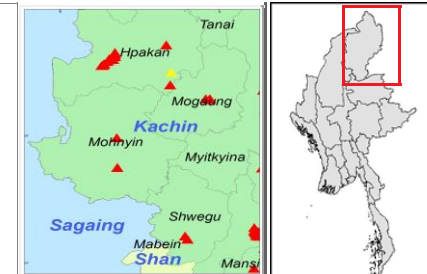 Tanai
Hpakan
Mogaung
Kachin
Mohnyin
Myitkyina
Shwegu
Sagaing
Mabein
Shan
Mansi